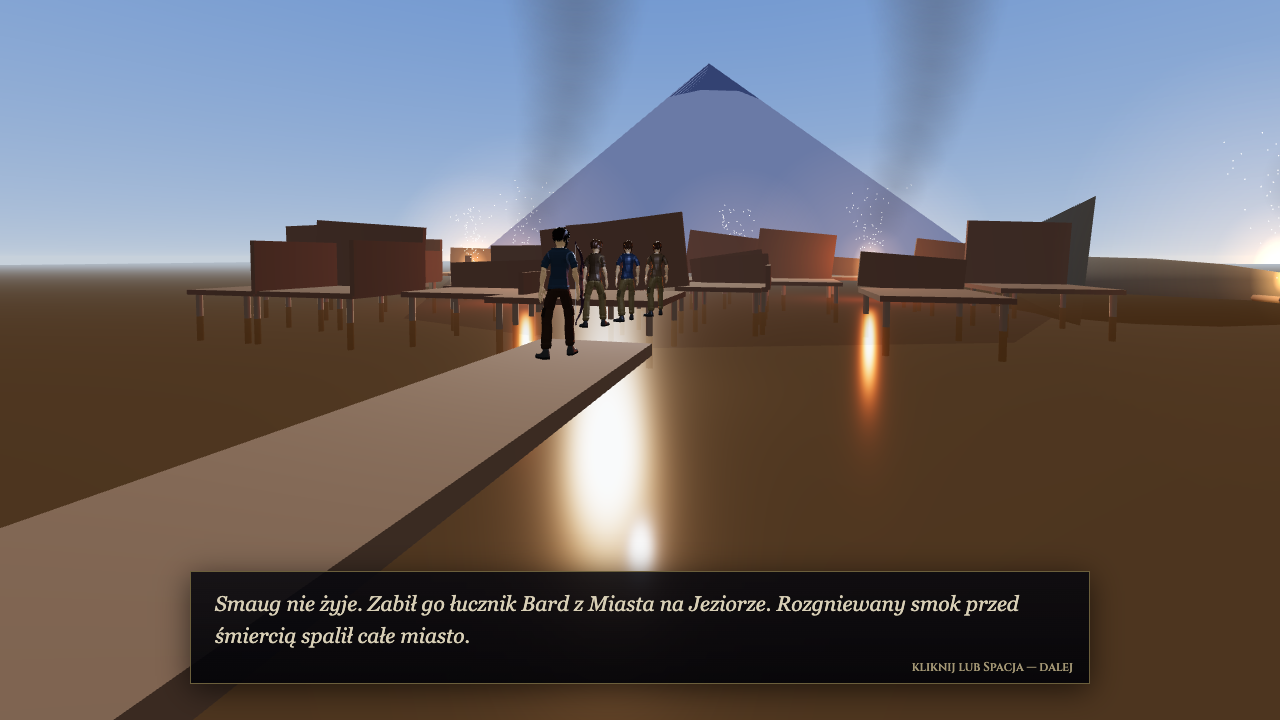 Smaug nie żyje. Zabił go łucznik Bard z Miasta na Jeziorze. Rozgniewany smok przed
śmiercią spalił całe miasto.
KLIKNIJ LUB SPACJA — DALEJ